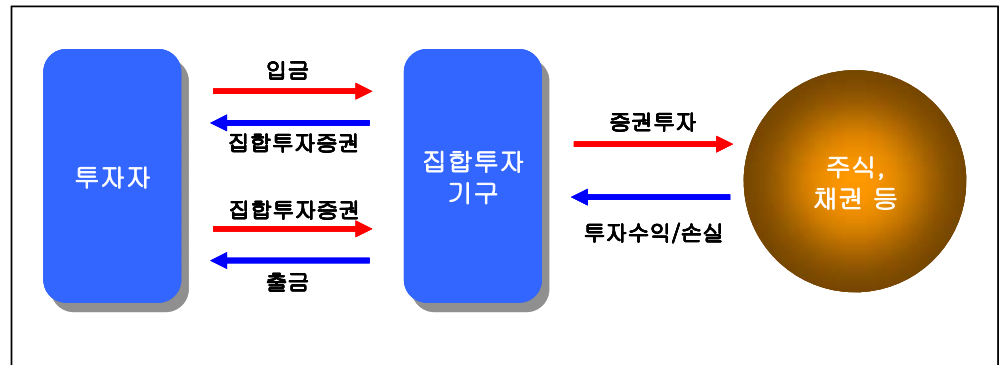 투자자
입금
집합투자증권
집합투자증권
출금
집합투자
기구
증권투자
투자수익/손실
주식,
채권 등